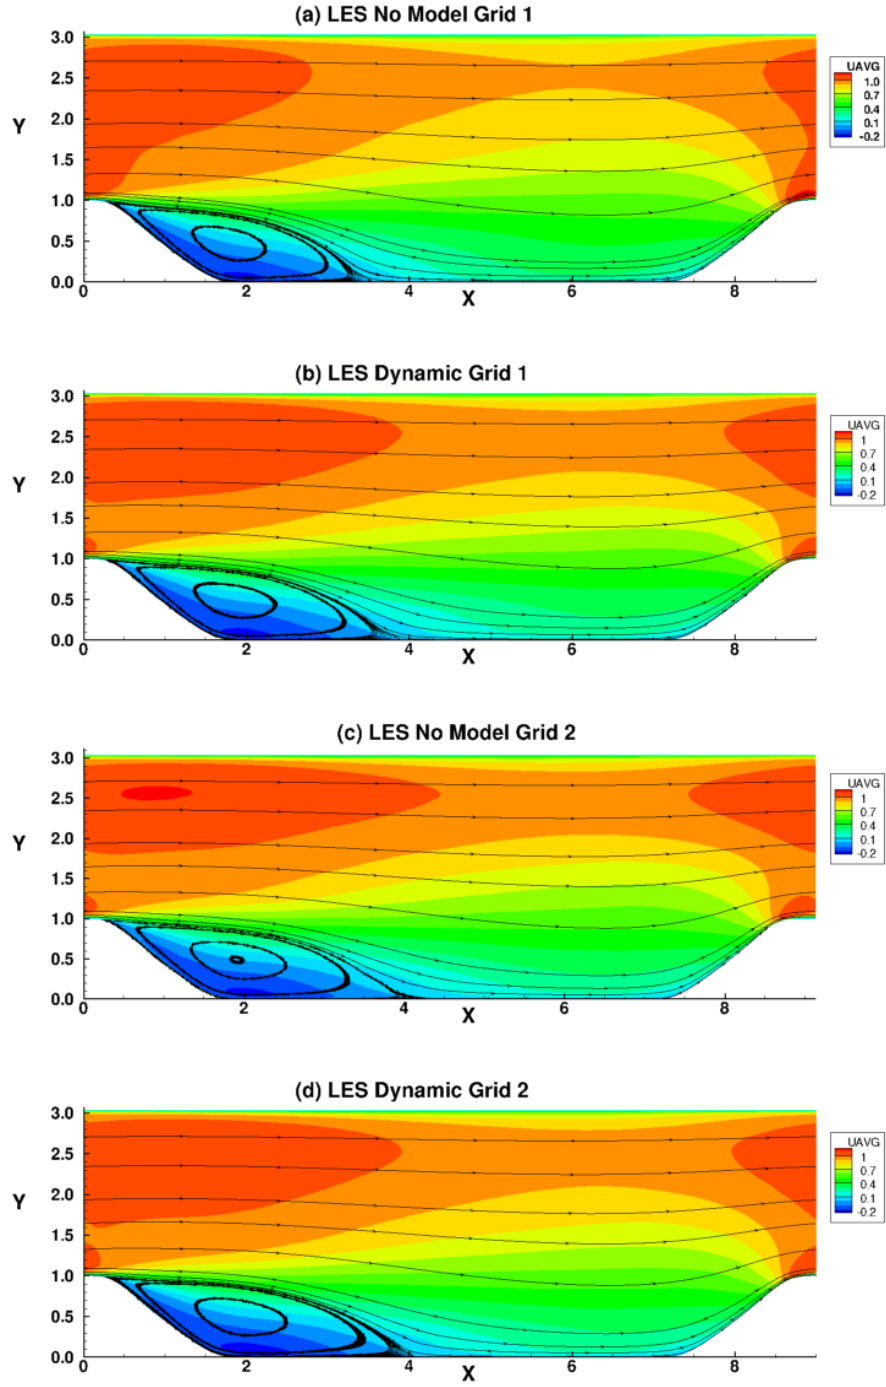 (a) LES No Model Grid 1
3.0
2.5
2.0
1.5
1.0
0.5
0.0
Y
0 2 4 6 8
X
UAVG
1.0
0.7
0.4
0.1
-0.2
(b) LES Dynamic Grid 1
3.0
2.5
2.0
1.5
1.0
0.5
0.0
Y
0 2 4 6 8
X
UAVG
1
0.7
0.4
0.1
-0.2
(c) LES No Model Grid 2
3.0
2.5
2.0
1.5
1.0
0.5
0.0
Y
0 2 4 6 8
X
UAVG
1
0.7
0.4
0.1
-0.2
(d) LES Dynamic Grid 2
3.0
2.5
2.0
1.5
1.0
0.5
0.0
Y
0 2 4 6 8
X
UAVG
1
0.7
0.4
0.1
-0.2